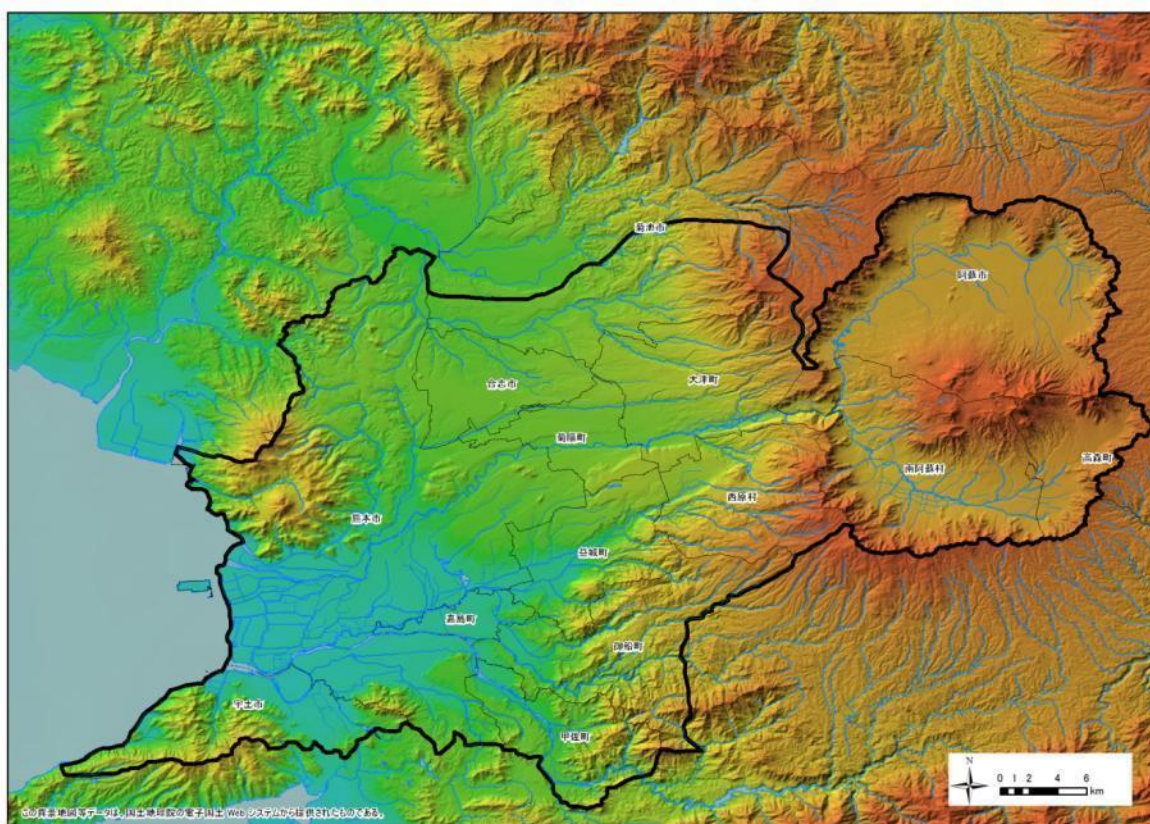 菊池市
阿蘇市
合志市
大津町
菊陽町
南阿蘇村
高森町
西原村
熊本市
益城町
嘉島町
御船町
宇土市
甲佐町
N
0 1 2 4 6
km
この背景地図等データは、国土地理院の電子国土 Web システムから提供されたものである。